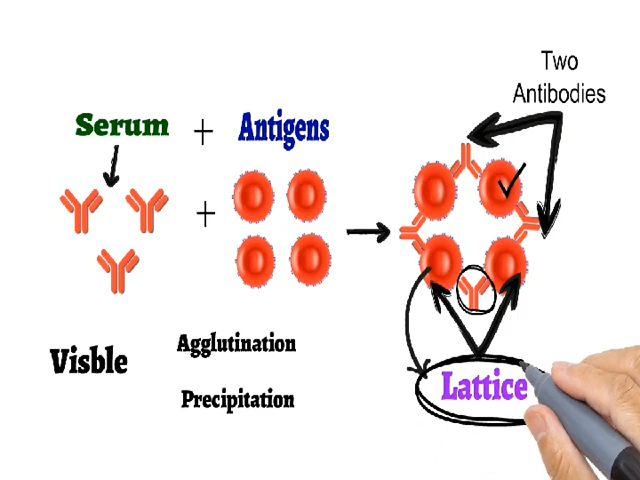 Two
Antibodies
Serum + Antigens
+
Visble
Agglutination
Precipitation
Lattice